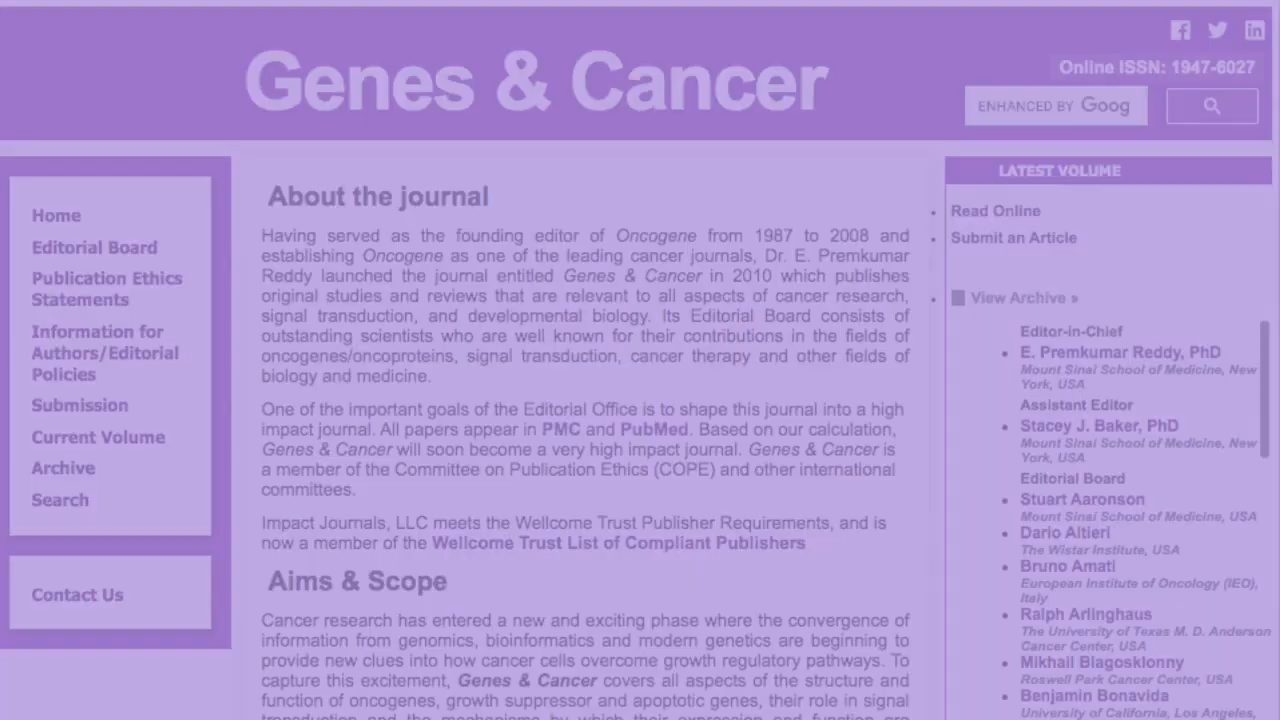 Genes & Cancer
Online ISSN: 1947-6027
ENHANCED BY Goog
Home
Editorial Board
Publication Ethics
Statements
Information for
Authors/Editorial
Policies
Submission
Current Volume
Archive
Search
Contact Us
About the journal
Having served as the founding editor of Oncogene from 1987 to 2008 and
establishing Oncogene as one of the leading cancer journals, Dr. E. Premkumar
Reddy launched the journal entitled Genes & Cancer in 2010 which publishes
original studies and reviews that are relevant to all aspects of cancer research,
signal transduction, and developmental biology. Its Editorial Board consists of
outstanding scientists who are well known for their contributions in the fields of
oncogenes/oncoproteins, signal transduction, cancer therapy and other fields of
biology and medicine.
One of the important goals of the Editorial Office is to shape this journal into a high
impact journal. All papers appear in PMC and PubMed. Based on our calculation,
Genes & Cancer will soon become a very high impact journal. Genes & Cancer is
a member of the Committee on Publication Ethics (COPE) and other international
committees.
Impact Journals, LLC meets the Wellcome Trust Publisher Requirements, and is
now a member of the Wellcome Trust List of Compliant Publishers
Aims & Scope
Cancer research has entered a new and exciting phase where the convergence of
information from genomics, bioinformatics and modern genetics are beginning to
provide new clues into how cancer cells overcome growth regulatory pathways. To
capture this excitement, Genes & Cancer covers all aspects of the structure and
function of oncogenes, growth suppressor and apoptotic genes, their role in signal
transduction and the mechanisms by which their expression and function are
LATEST VOLUME
Read Online
Submit an Article
View Archive »
Editor-in-Chief
E. Premkumar Reddy, PhD
Mount Sinai School of Medicine, New
York, USA
Assistant Editor
Stacey J. Baker, PhD
Mount Sinai School of Medicine, New
York, USA
Editorial Board
Stuart Aaronson
Mount Sinai School of Medicine, USA
Dario Altieri
The Wistar Institute, USA
Bruno Amati
European Institute of Oncology (IEO),
Italy
Ralph Arlinghaus
The University of Texas M. D. Anderson
Cancer Center, USA
Mikhail Blagosklonny
Roswell Park Cancer Center, USA
Benjamin Bonavida
University of California, Los Angeles,